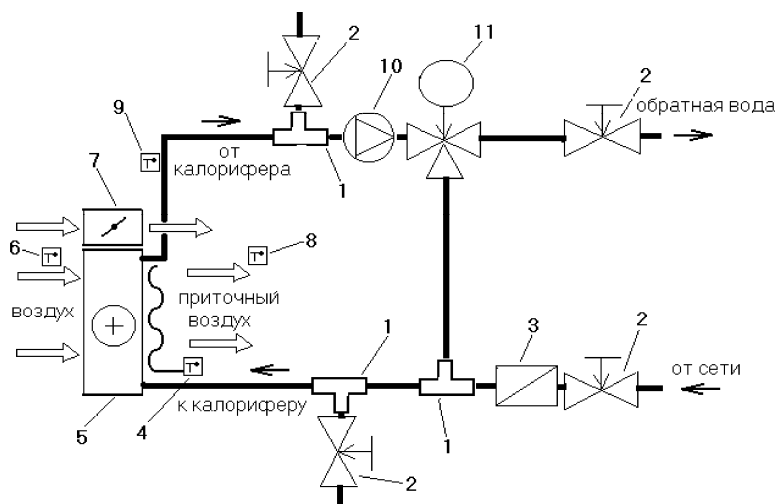 2
11
10
2
9
обратная вода
от
калорифера
1
7
6
T°
T°
8
T°
воздух
приточный
воздух
1
3
2
T°
от сети
к калориферу
5
4
1
2